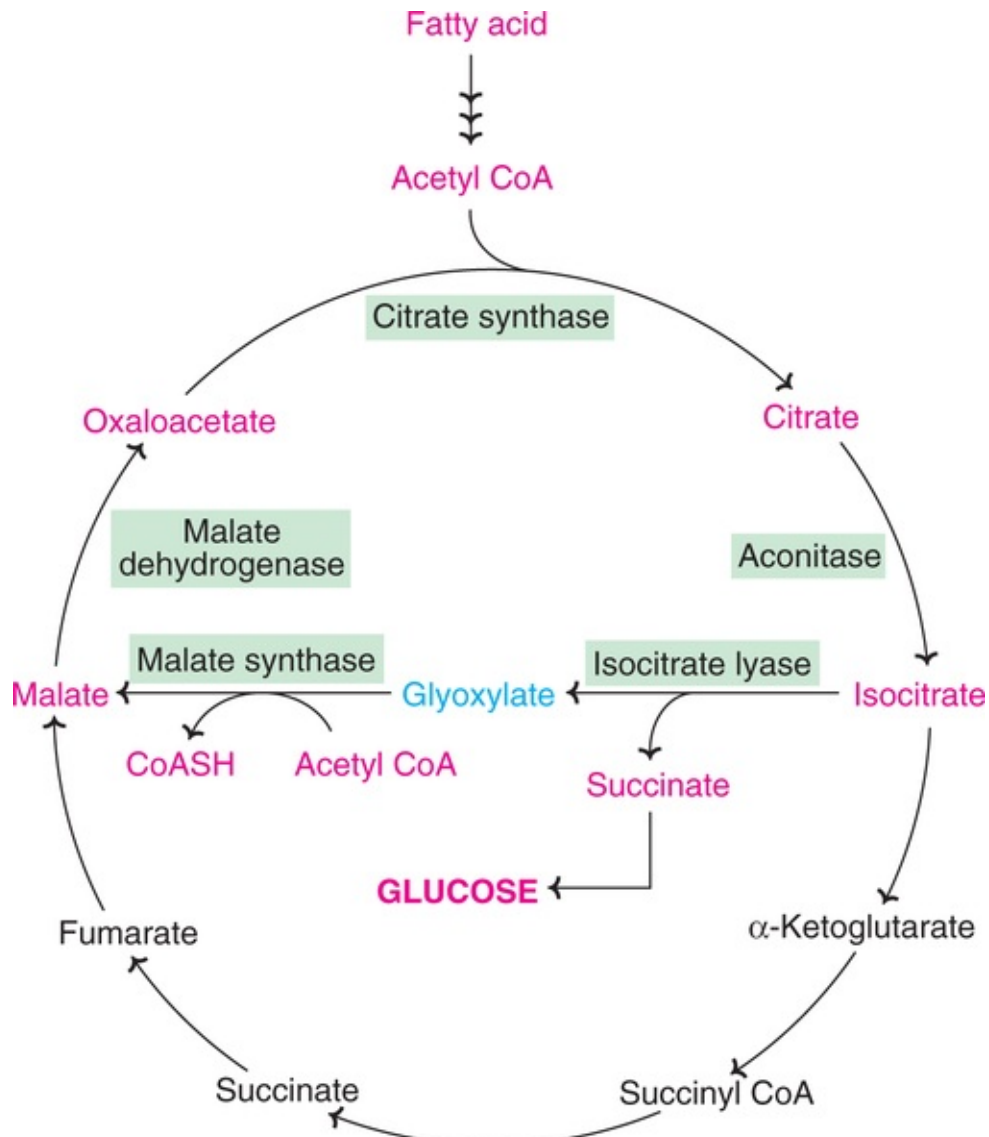 Fatty acid
Acetyl CoA
Citrate synthase
Oxaloacetate
Citrate
Malate
dehydrogenase
Aconitase
Malate synthase
Isocitrate lyase
Malate
Glyoxylate
Isocitrate
CoASH
Acetyl CoA
Succinate
GLUCOSE
Fumarate
α-Ketoglutarate
Succinate
Succinyl CoA